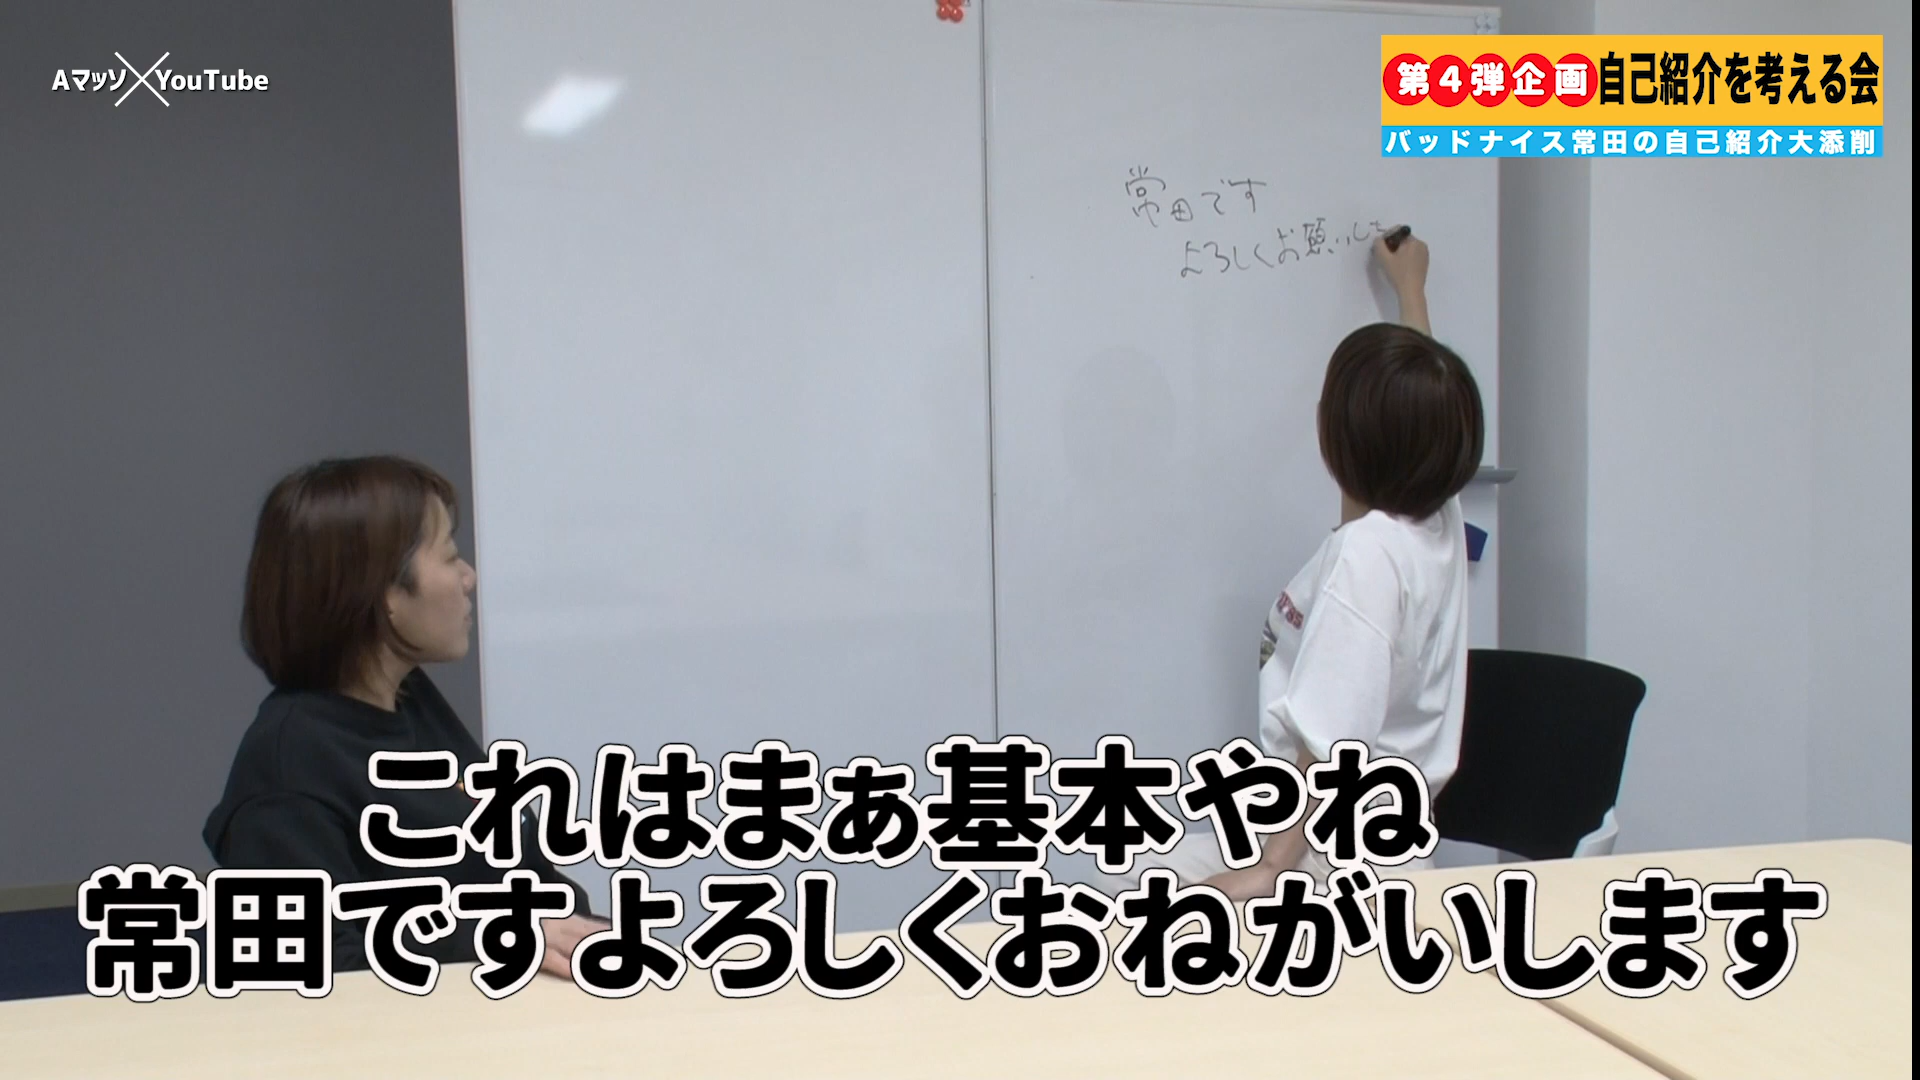 Aマッソ×YouTube
第4弾企画自己紹介を考える会
バッドナイス常田の自己紹介大添削
常田です
よろしくお願いしま
これはまぁ基本やね
常田ですよろしくおねがいします